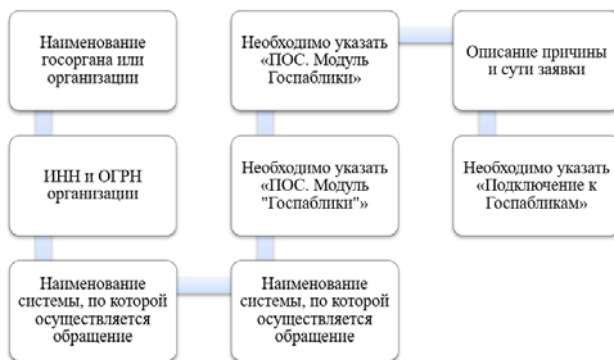 Наименование
госоргана или
организации
ИНН и ОГРН
организации
Наименование
системы, по которой
осуществляется
обращение
Наименование
системы, по которой
осуществляется
обращение
Необходимо указать
«ПОС. Модуль
"Госпаблики"»
Необходимо указать
«ПОС. Модуль
Госпаблики»
Описание причины
и сути заявки
Необходимо указать
«Подключение к
Госпабликам»